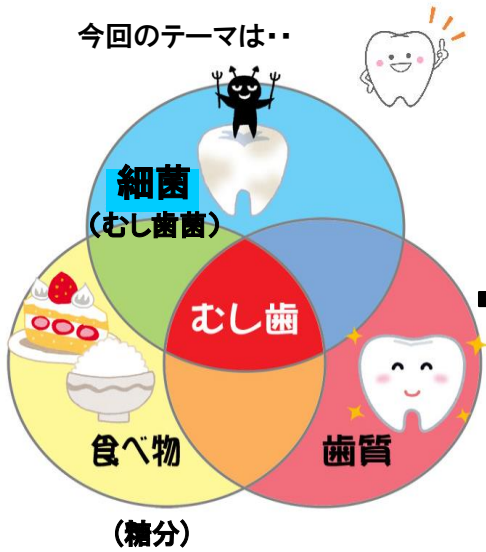 今回のテーマは・・
細菌
（むし歯菌）
むし歯
食べ物
歯質
（糖分）